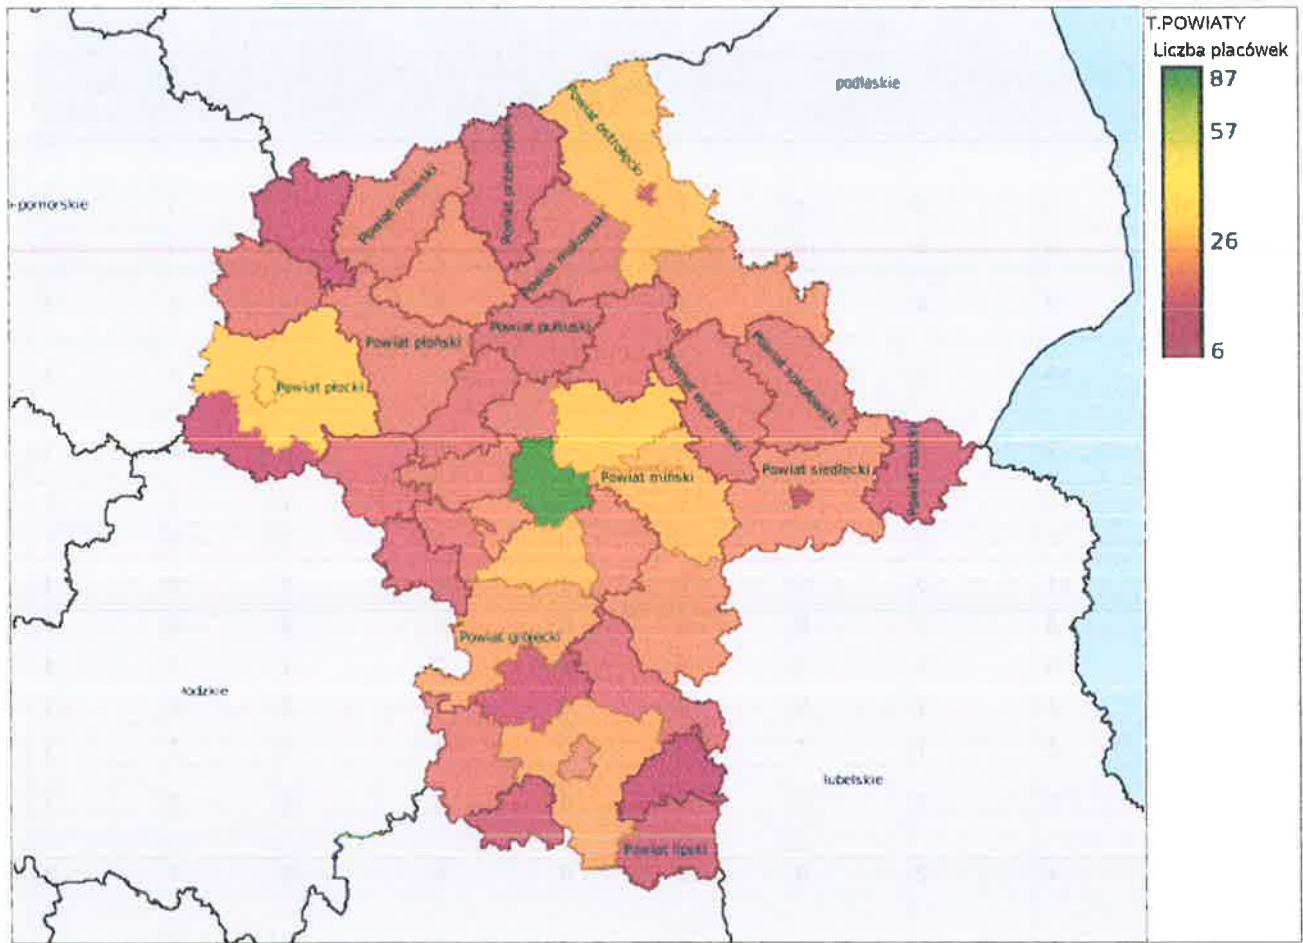 T.POWIATY
Liczba placówek
87
57
26
6
podlaskie
-pomorskie
Powiat ostrołęcki
Powiat mławski
Powiat przasnyski
Powiat makowski
Powiat pułtuski
Powiat płoński
Powiat płocki
Powiat węgrowski
Powiat sokołowski
Powiat miński
Powiat siedlecki
Powiat łosicki
Powiat grójecki
łódzkie
lubelskie
Powiat lipski